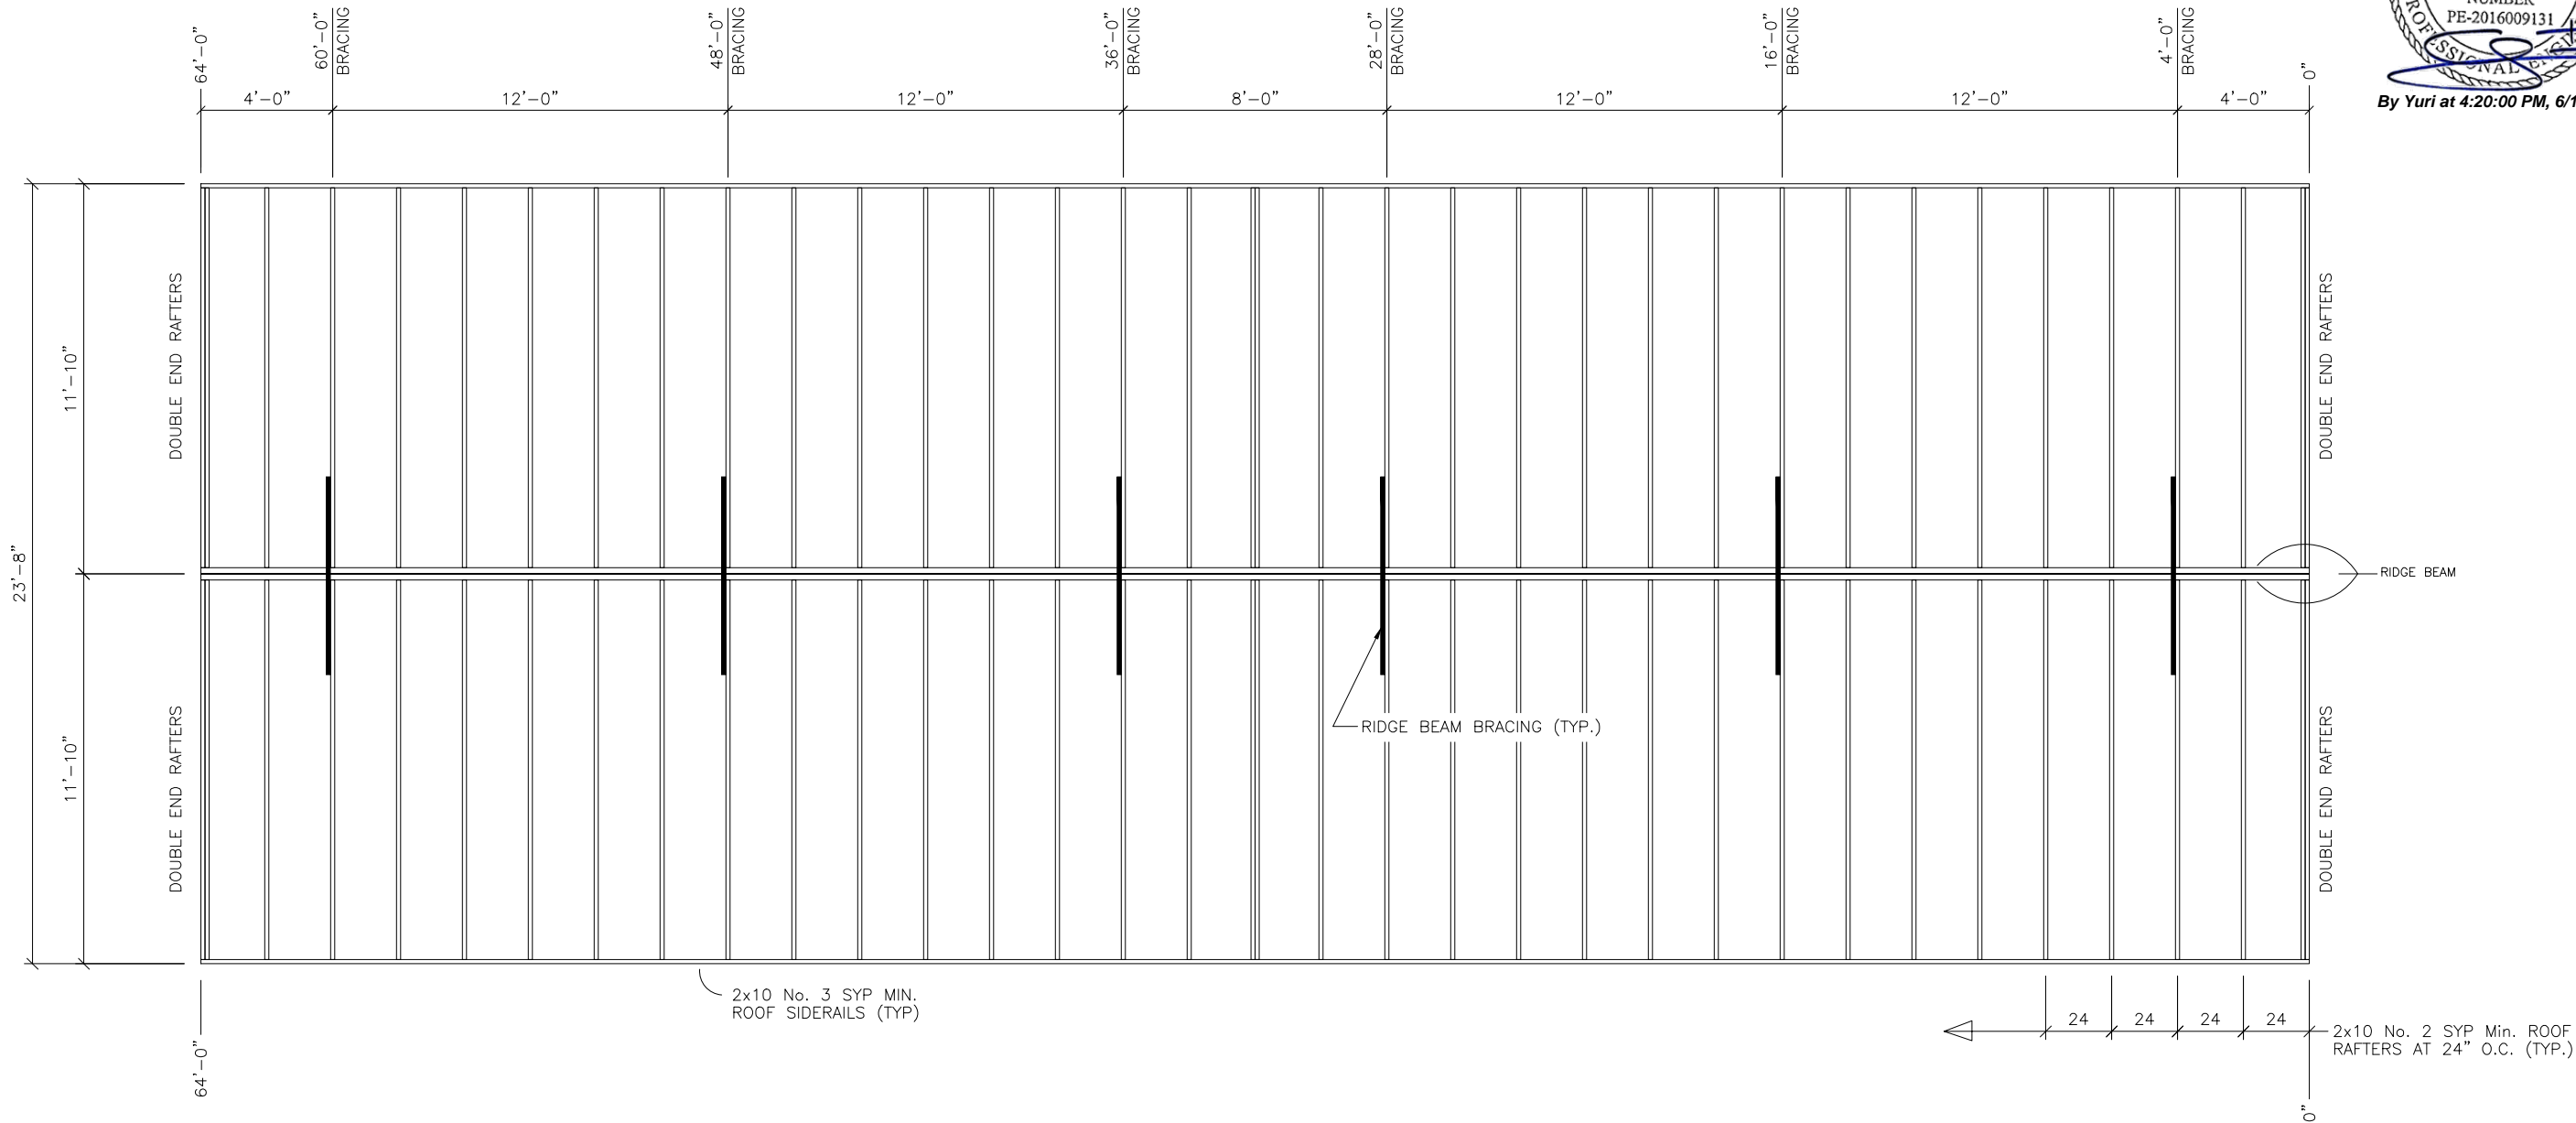 NUMBER
PE-2016009131
By Yuri at 4:20:00 PM, 6/1
64'-0"
60'-0"
BRACING
48'-0"
BRACING
36'-0"
BRACING
28'-0"
BRACING
16'-0"
BRACING
4'-0"
BRACING
0"
4'-0"
12'-0"
12'-0"
8'-0"
12'-0"
12'-0"
4'-0"
23'-8"
11'-10"
11'-10"
DOUBLE END RAFTERS
DOUBLE END RAFTERS
DOUBLE END RAFTERS
DOUBLE END RAFTERS
RIDGE BEAM
RIDGE BEAM BRACING (TYP.)
2x10 No. 3 SYP MIN.
ROOF SIDERAILS (TYP)
24
24
24
24
2x10 No. 2 SYP Min. ROOF
RAFTERS AT 24" O.C. (TYP.)
64'-0"
0"